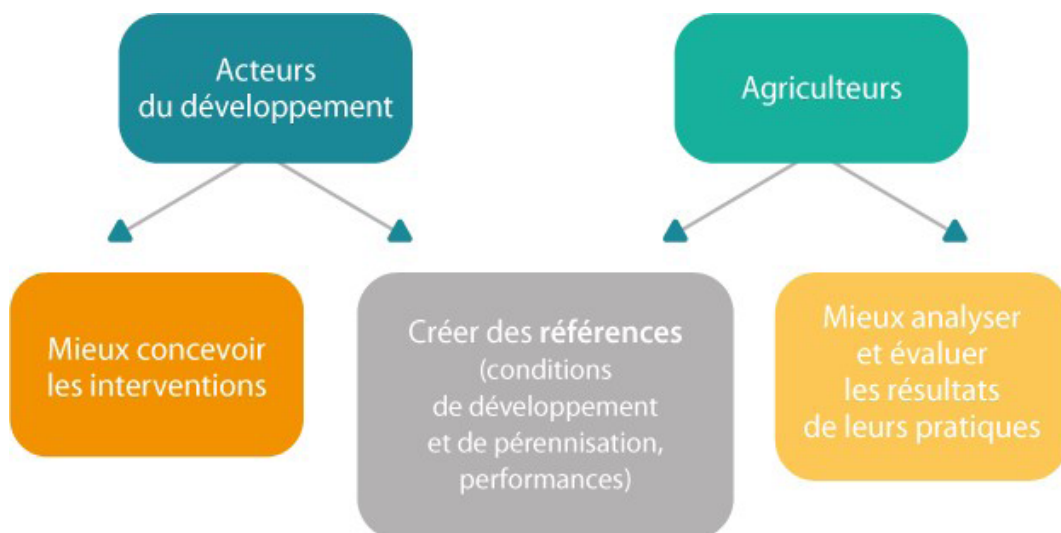 Acteurs
du développement
Agriculteurs
Mieux concevoir
les interventions
Créer des références
(conditions
de développement
et de pérennisation,
performances)
Mieux analyser
et évaluer
les résultats
de leurs pratiques